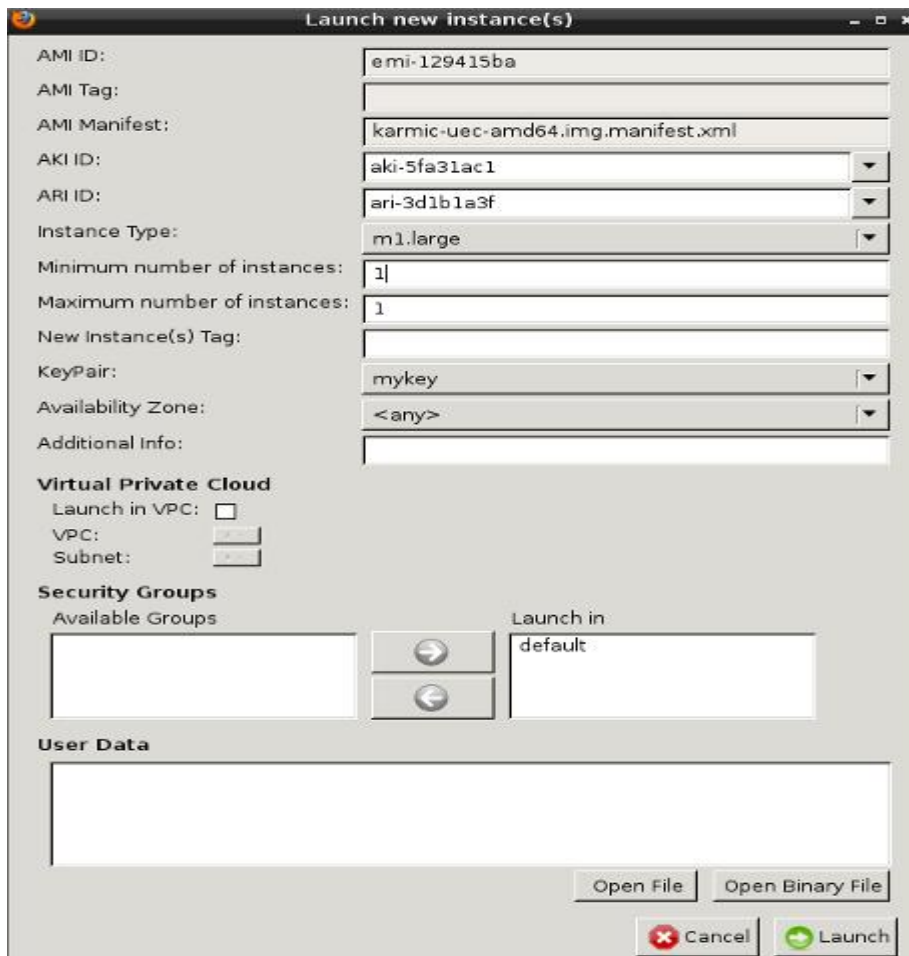 Launch new instance(s)
AMI ID: emi-129415ba
AMI Tag:
AMI Manifest: karmic-uec-amd64.img.manifest.xml
AKI ID: aki-5fa31ac1
ARI ID: ari-3d1b1a3f
Instance Type: m1.large
Minimum number of instances: 1
Maximum number of instances: 1
New Instance(s) Tag:
KeyPair: mykey
Availability Zone: <any>
Additional Info:
Virtual Private Cloud
Launch in VPC:
VPC:
Subnet:
Security Groups
Available Groups Launch in
default
User Data
Open File Open Binary File
Cancel Launch